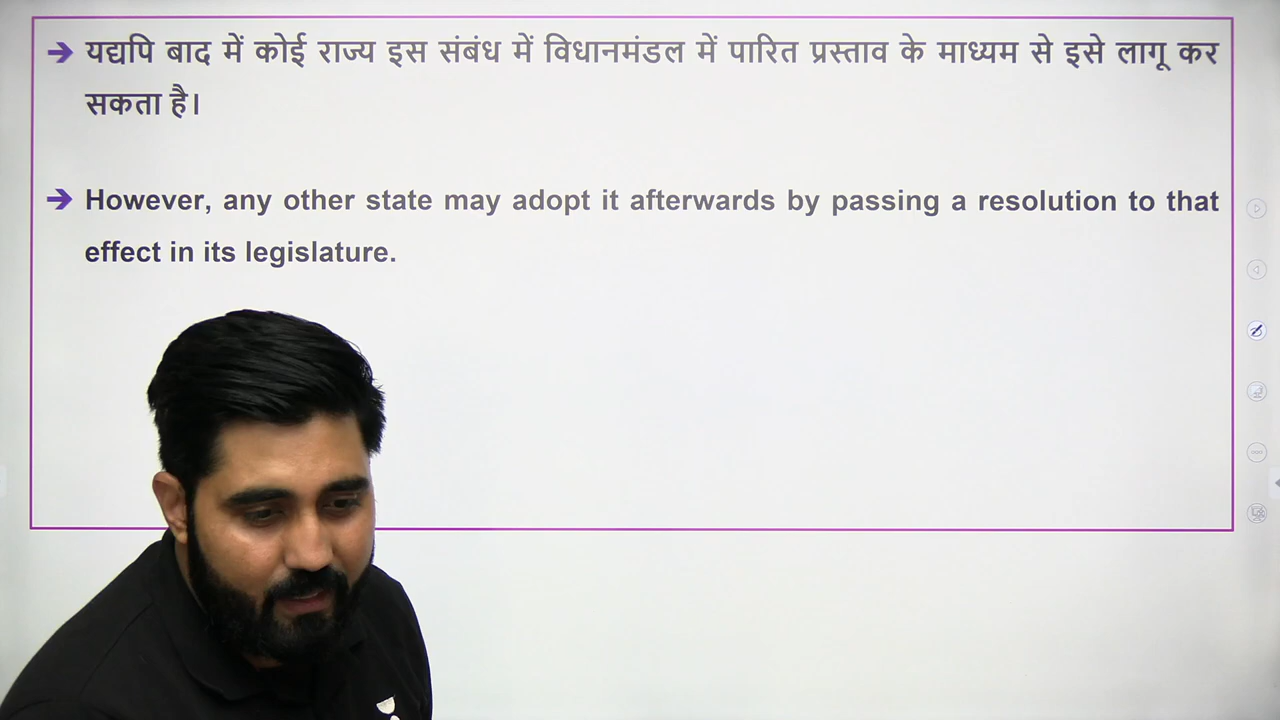 ➔ यद्यपि बाद में कोई राज्य इस संबंध में विधानमंडल में पारित प्रस्ताव के माध्यम से इसे लागू कर
सकता है।
➔ However, any other state may adopt it afterwards by passing a resolution to that
effect in its legislature.